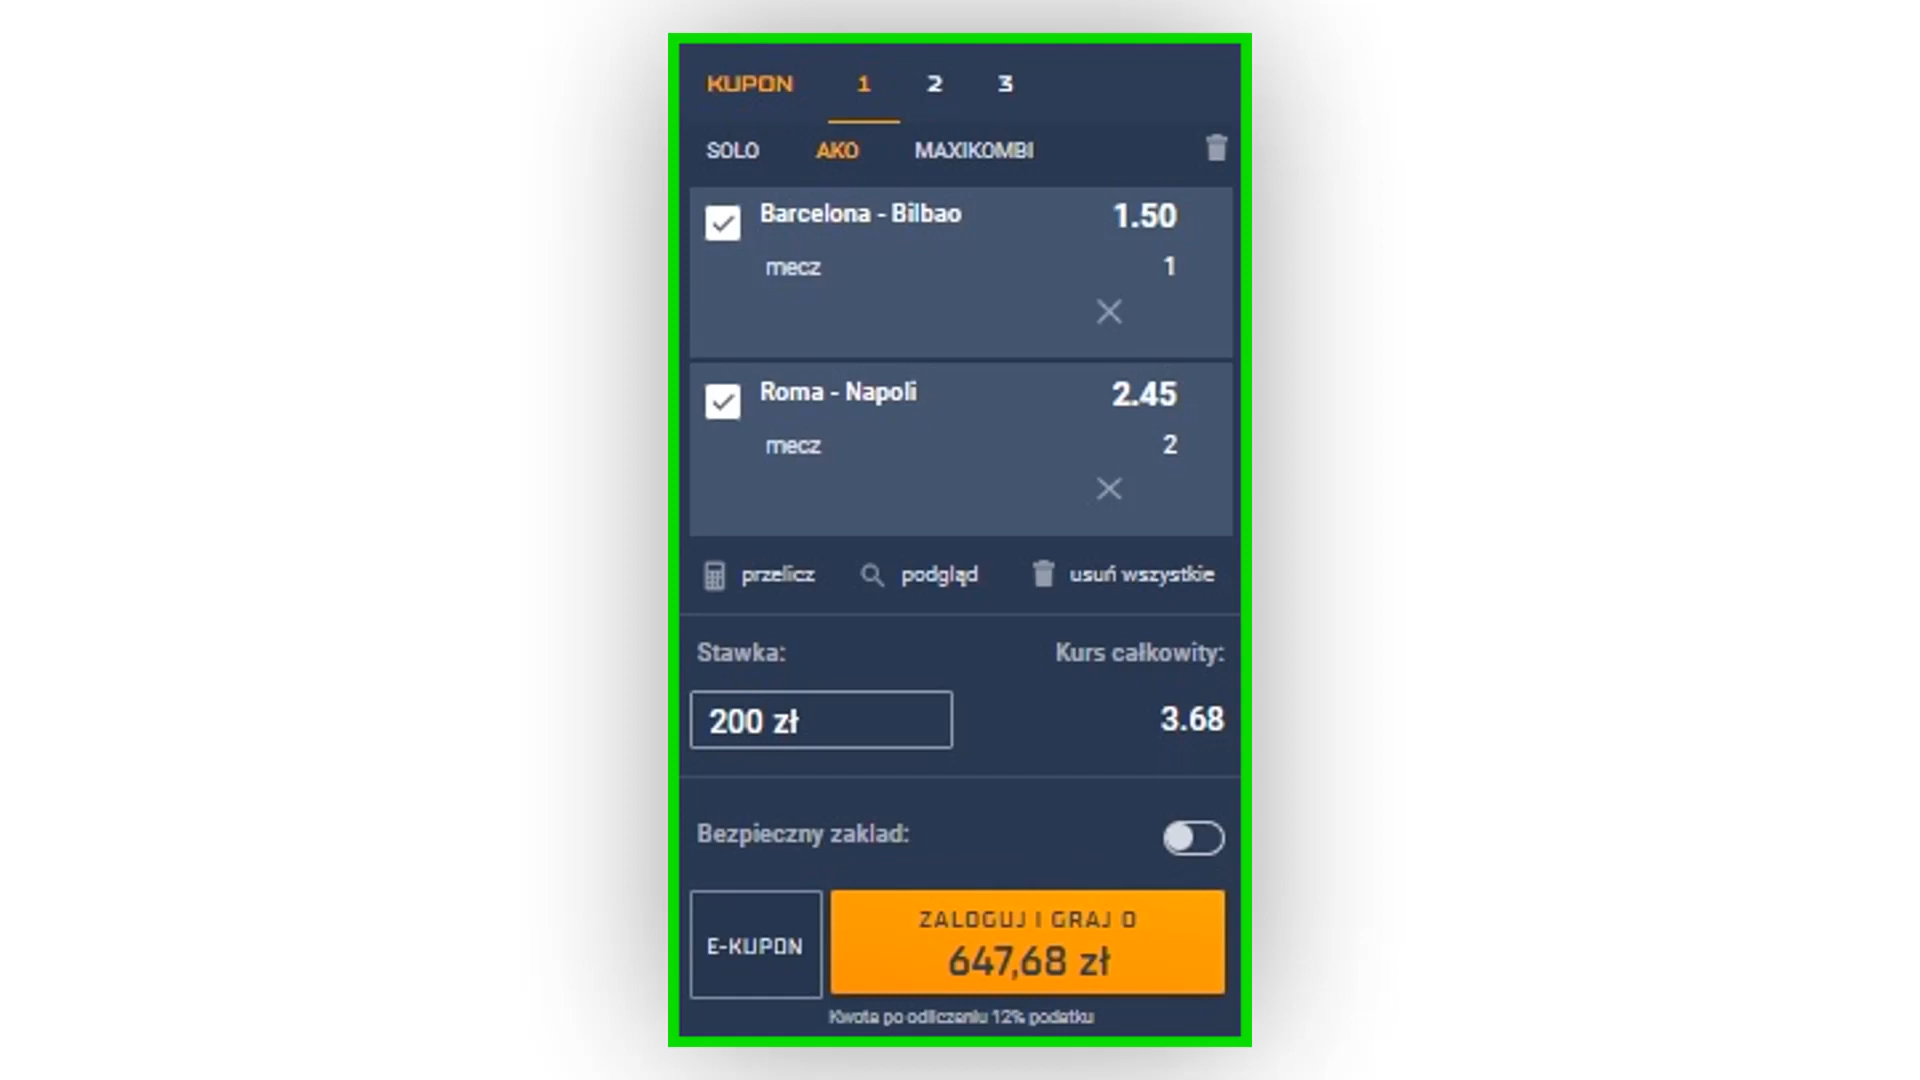 KUPON 1 2 3
SOLO AKO MAXIKOMBI
Barcelona - Bilbao 1.50
mecz 1
Roma - Napoli 2.45
mecz 2
przelicz podgląd usuń wszystkie
Stawka: Kurs całkowity:
200 zł 3.68
Bezpieczny zaklad:
ZALOGUJ I GRAJ O
E-KUPON 647,68 zł
Kwota po odliczeniu 12% podatku